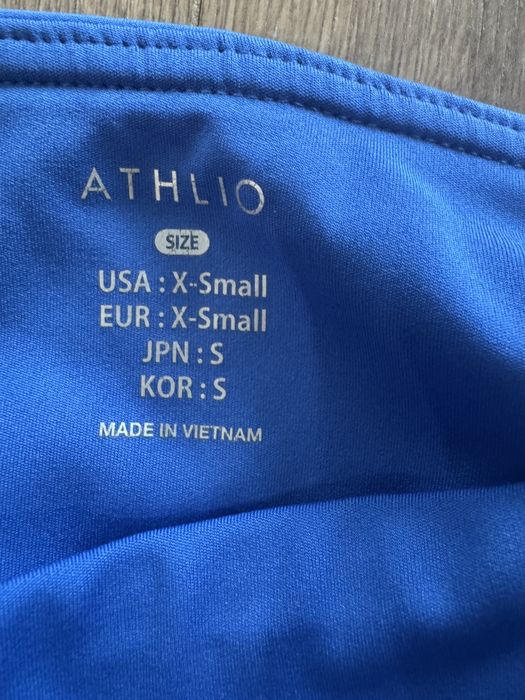 ATHLIO
SIZE
USA : X-Small
EUR : X-Small
JPN : S
KOR : S
MADE IN VIETNAM